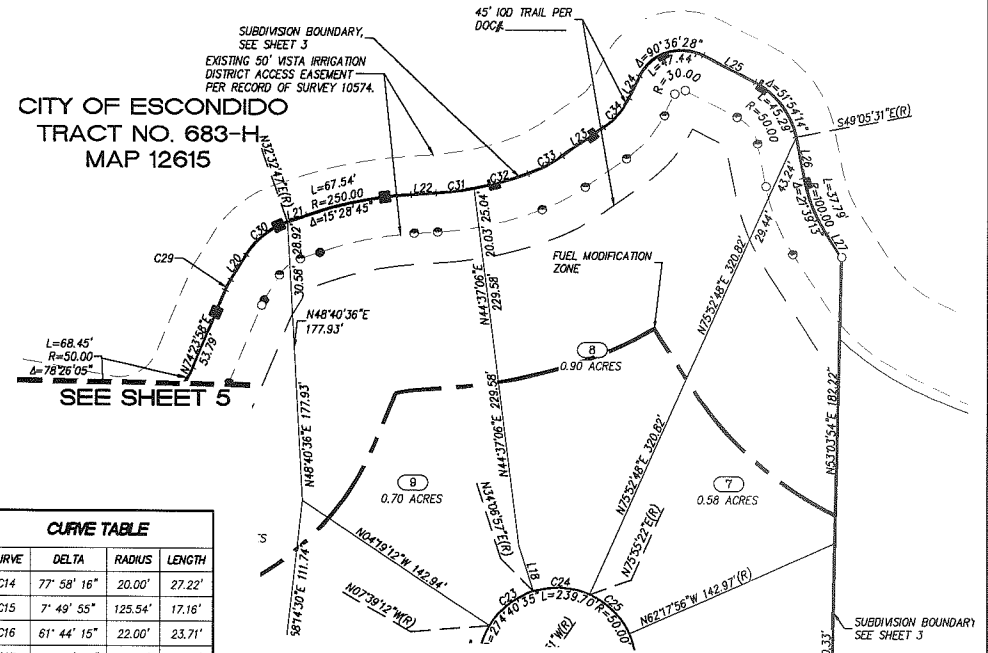 SUBDIVISION BOUNDARY,
SEE SHEET 3
EXISTING 50' VISTA IRRIGATION
DISTRICT ACCESS EASEMENT
PER RECORD OF SURVEY 10574.
45' IOD TRAIL PER
DOC#
CITY OF ESCONDIDO
TRACT NO. 683-H
MAP 12615
N32°32'47"E(R)
L21
L=67.54'
R=250.00
Δ=15°28'45"
L22
C31
C32
C33
L23
C34
L24
Δ=90°36'28"
L=47.44'
R=30.00
L25
Δ=51°54'14"
L=45.29'
R=50.00
S49°05'31"E(R)
L26
L=37.79'
R=100.00
Δ=21°39'13"
L27
C30
C29
L20
28.92'
30.58'
25.04'
20.03'
43.24'
29.44'
N74°23'58"E
53.79'
L=68.45'
R=50.00
Δ=78°26'05"
SEE SHEET 5
N48°40'36"E
177.93'
N44°37'06"E
229.58'
FUEL MODIFICATION
ZONE
N75°52'48"E 320.82'
8
0.90 ACRES
N48°40'36"E 177.93'
N44°37'06"E 229.58'
N75°52'48"E 320.82'
N53°03'54"E 182.22'
9
0.70 ACRES
7
0.58 ACRES
N34°06'57"E(R)
N75°55'22"E(R)
N04°19'12"W 142.94'
N07°39'12"W(R)
58°14'30"E 111.74'
L18
C23
C24
C25
=274°40'35" L=239.70' R=50.00'
N62°17'56"W 142.97'(R)
1"W(R)
SUBDIVISION BOUNDARY
SEE SHEET 3
0.33'
CURVE TABLE
RVE DELTA RADIUS LENGTH
C14 77° 58' 16" 20.00' 27.22'
C15 7° 49' 55" 125.54' 17.16'
C16 61° 44' 15" 22.00' 23.71'